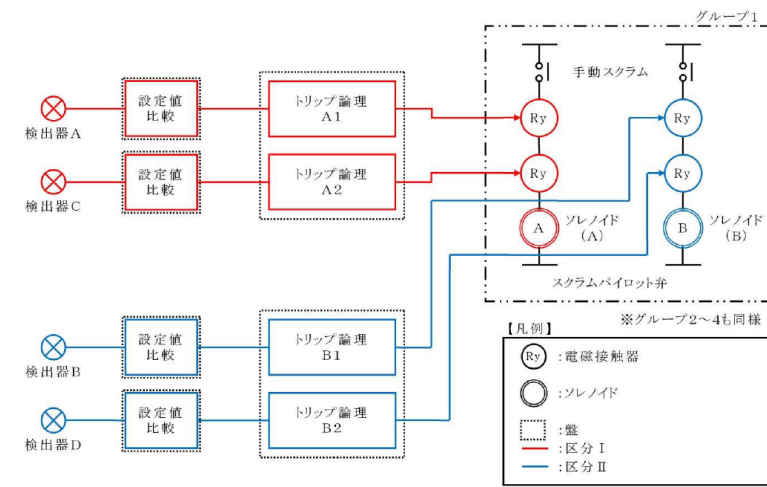 グループ1
設定値
比較
トリップ論理
A1
手動スクラム
Ry
Ry
検出器A
設定値
比較
トリップ論理
A2
Ry
Ry
検出器C
A
ソレノイド
(A)
B
ソレノイド
(B)
スクラムパイロット弁
※グループ2~4も同様
設定値
比較
トリップ論理
B1
検出器B
設定値
比較
トリップ論理
B2
検出器D
【凡例】
Ry :電磁接触器
:ソレノイド
:盤
:区分Ⅰ
:区分Ⅱ